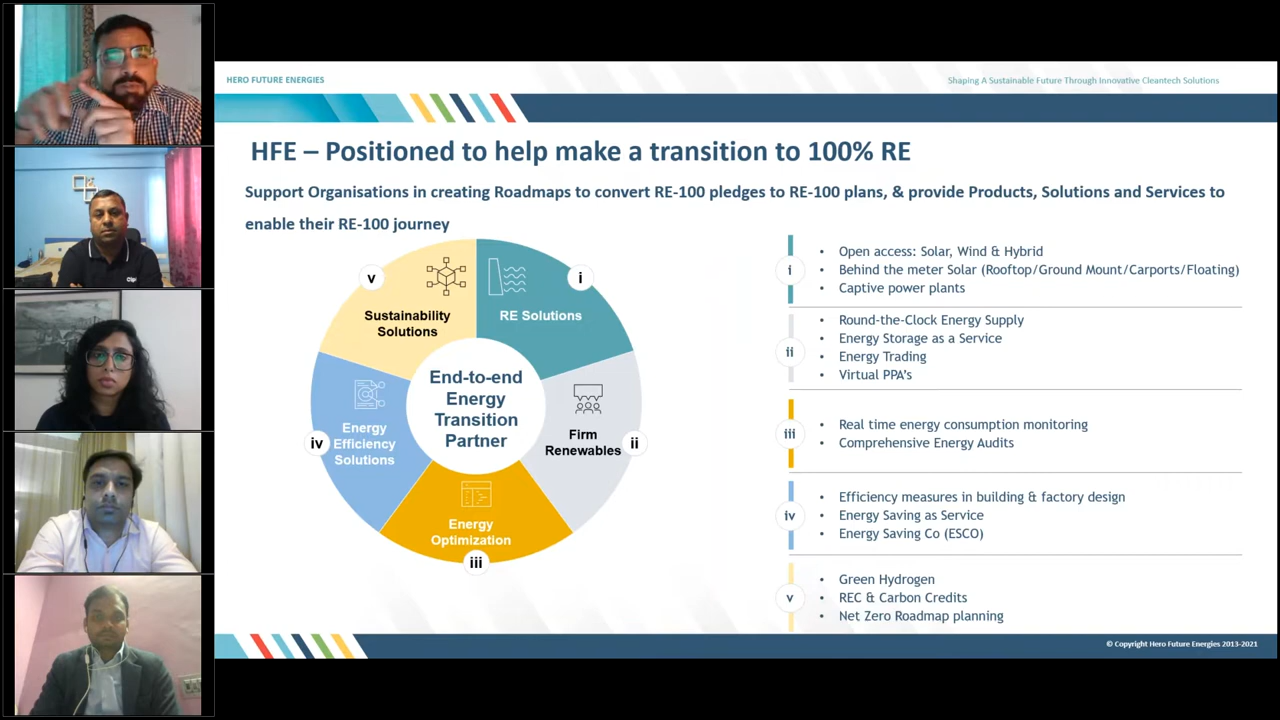 HERO FUTURE ENERGIES
Shaping A Sustainable Future Through Innovative Cleantech Solutions
HFE – Positioned to help make a transition to 100% RE
Support Organisations in creating Roadmaps to convert RE-100 pledges to RE-100 plans, & provide Products, Solutions and Services to
enable their RE-100 journey
v
Sustainability
Solutions
i
RE Solutions
End-to-end
Energy
Transition
Partner
iv
Energy
Efficiency
Solutions
Firm
Renewables
ii
Energy
Optimization
iii
i
• Open access: Solar, Wind & Hybrid
• Behind the meter Solar (Rooftop/Ground Mount/Carports/Floating)
• Captive power plants
ii
• Round-the-Clock Energy Supply
• Energy Storage as a Service
• Energy Trading
• Virtual PPA's
iii
• Real time energy consumption monitoring
• Comprehensive Energy Audits
iv
• Efficiency measures in building & factory design
• Energy Saving as Service
• Energy Saving Co (ESCO)
v
• Green Hydrogen
• REC & Carbon Credits
• Net Zero Roadmap planning
© Copyright Hero Future Energies 2013-2021